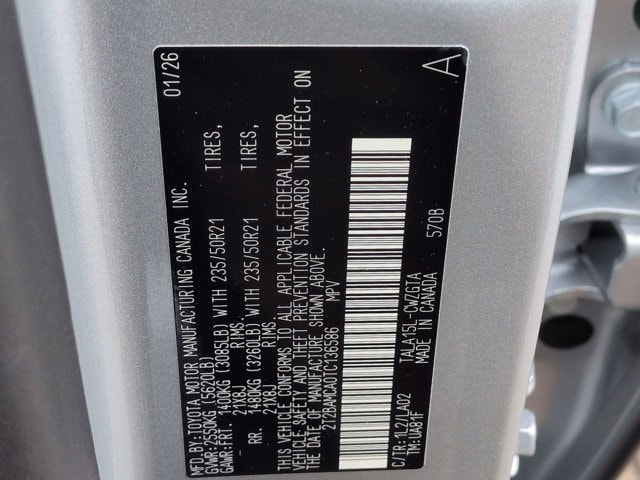 MFD.BY:TOYOTA MOTOR MANUFACTURING CANADA INC. 01/26
GVWR:2550KG(5620LB)
GAWR:FRT. 1400KG (3085LB) WITH 235/50R21 TIRES,
21X8J RIMS
RR. 1480KG (3260LB) WITH 235/50R21 TIRES,
21X8J RIMS
THIS VEHICLE CONFORMS TO ALL APPLICABLE FEDERAL MOTOR
VEHICLE SAFETY AND THEFT PREVENTION STANDARDS IN EFFECT ON
THE DATE OF MANUFACTURE SHOWN ABOVE.
2T2BBMCA0TC136586 MPV
A
C/TR:1L2/LA02 TALA15L-CWZGTA 570B
TM:UA81F MADE IN CANADA